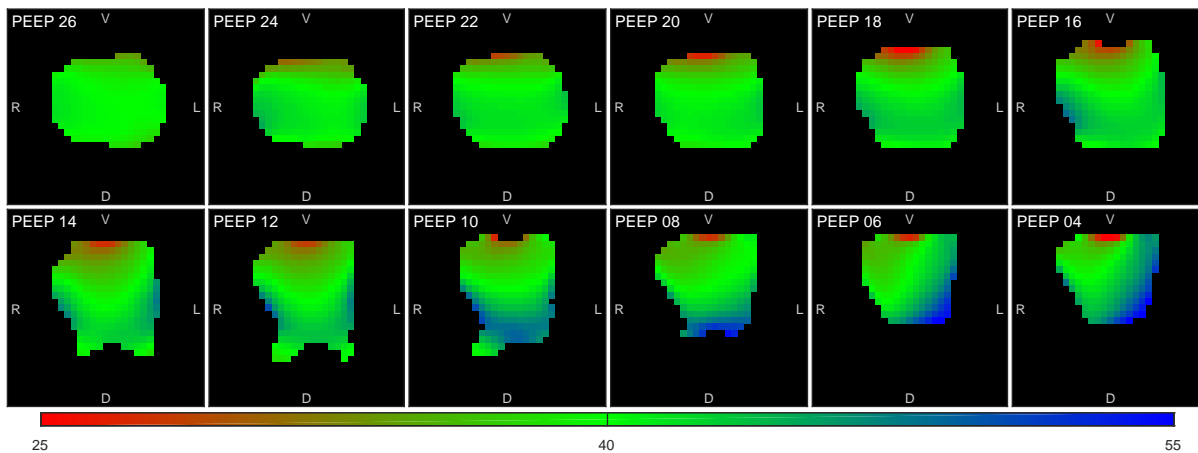 PEEP 26 V R L D
PEEP 24 V R L D
PEEP 22 V R L D
PEEP 20 V R L D
PEEP 18 V R L D
PEEP 16 V R L D
PEEP 14 V R L D
PEEP 12 V R L D
PEEP 10 V R L D
PEEP 08 V R L D
PEEP 06 V R L D
PEEP 04 V R L D
25 40 55